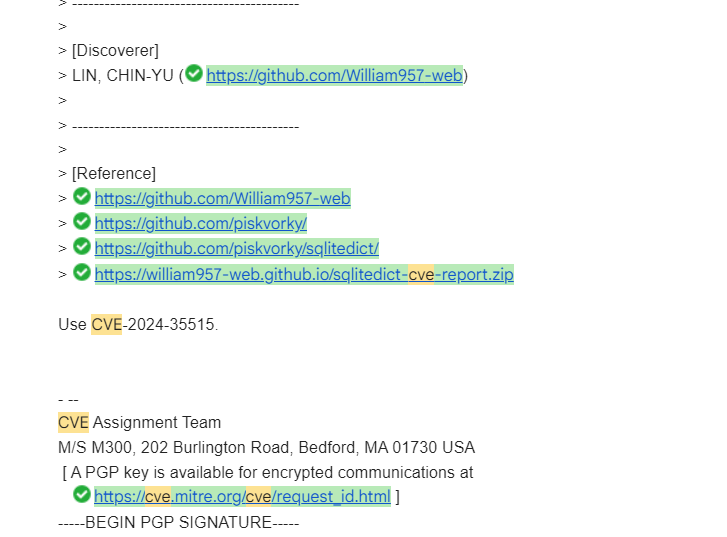 > ------------------------------------------
>
> [Discoverer]
> LIN, CHIN-YU (https://github.com/William957-web)
>
> ------------------------------------------
>
> [Reference]
> https://github.com/William957-web
> https://github.com/piskvorky/
> https://github.com/piskvorky/sqlitedict/
> https://william957-web.github.io/sqlitedict-cve-report.zip
Use CVE-2024-35515.
- --
CVE Assignment Team
M/S M300, 202 Burlington Road, Bedford, MA 01730 USA
[ A PGP key is available for encrypted communications at
https://cve.mitre.org/cve/request_id.html ]
-----BEGIN PGP SIGNATURE-----